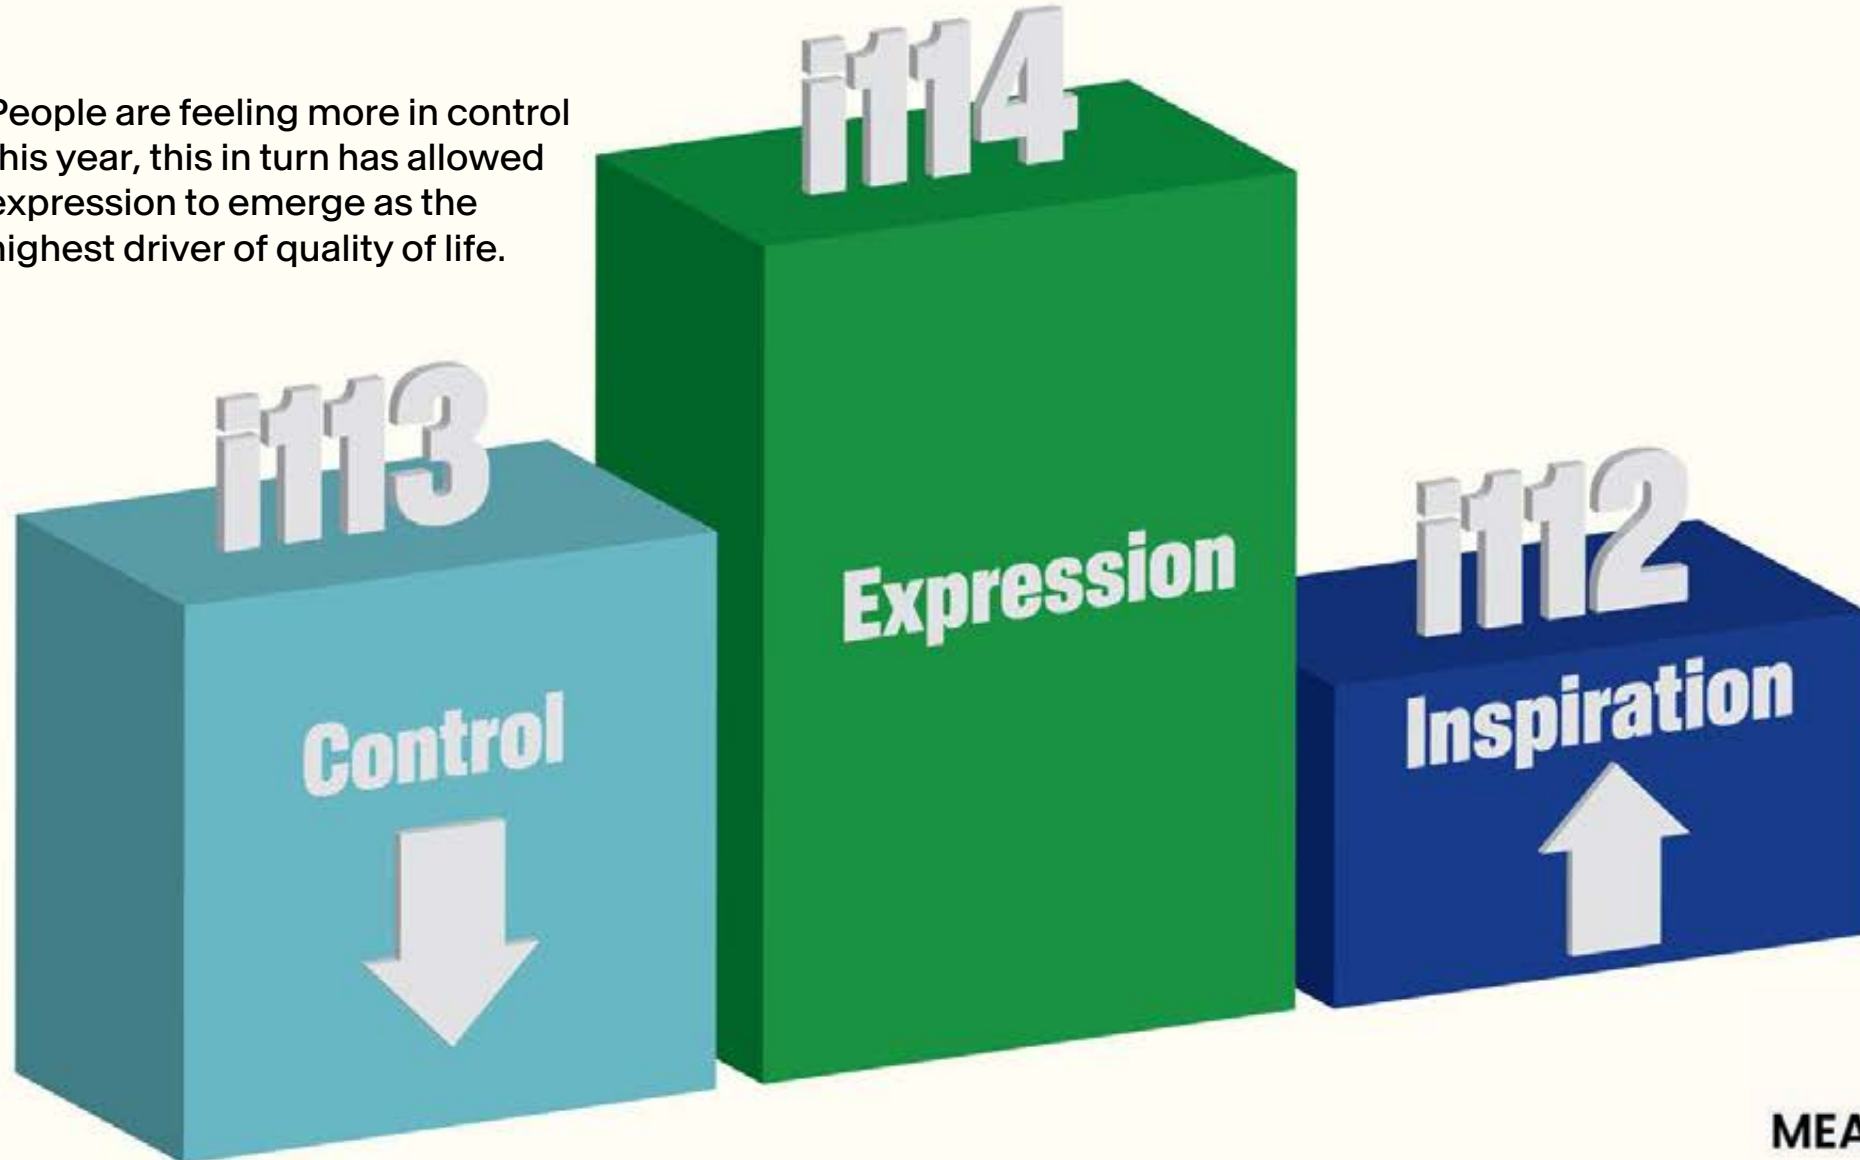 People are feeling more in control
this year, this in turn has allowed
expression to emerge as the
highest driver of quality of life.
i114
i113
i112
Expression
Control
Inspiration
MEA